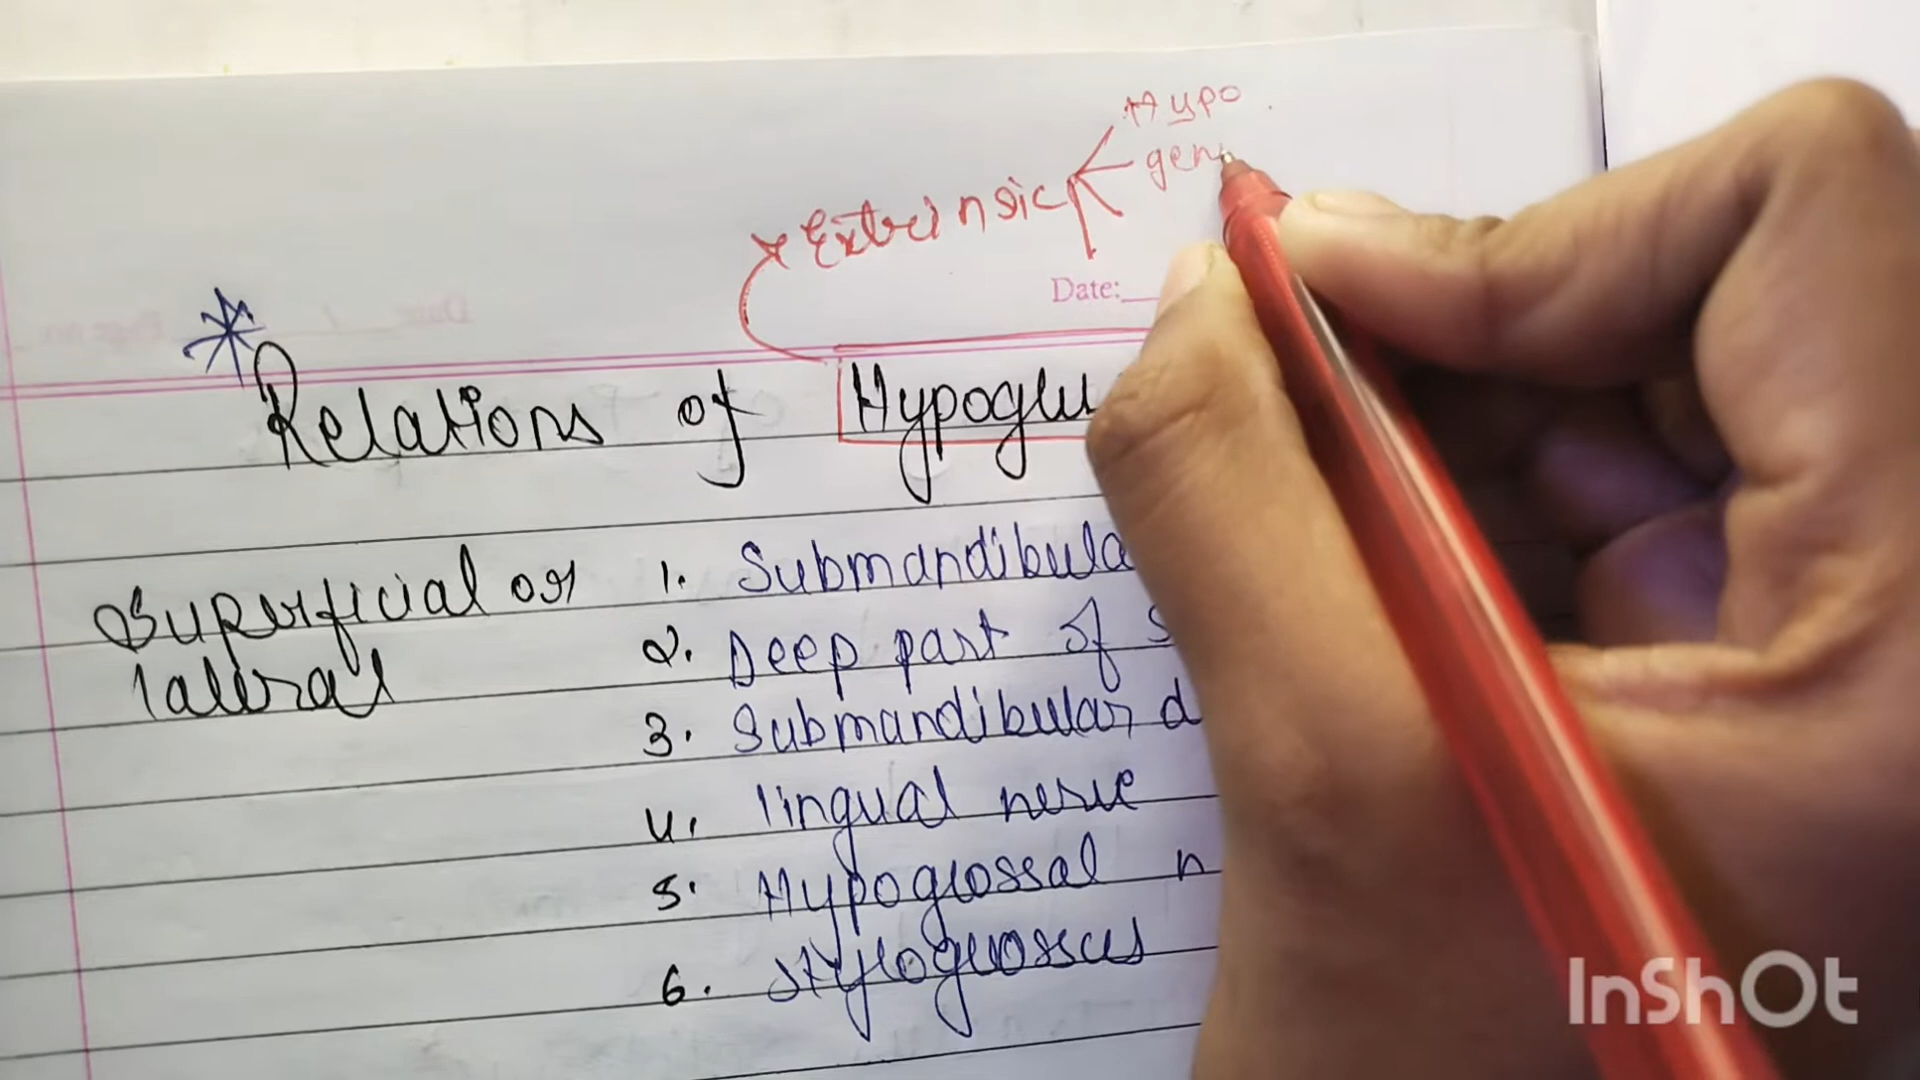 Hypo
gen
Extrinsic
Date:
Relations of Hypoglu
Superficial or
lateral
1. Submandibula
2. Deep part of S
3. Submandibular d
4. lingual nerve
5. Hypoglossal n
6. Styloglossus
InShOt